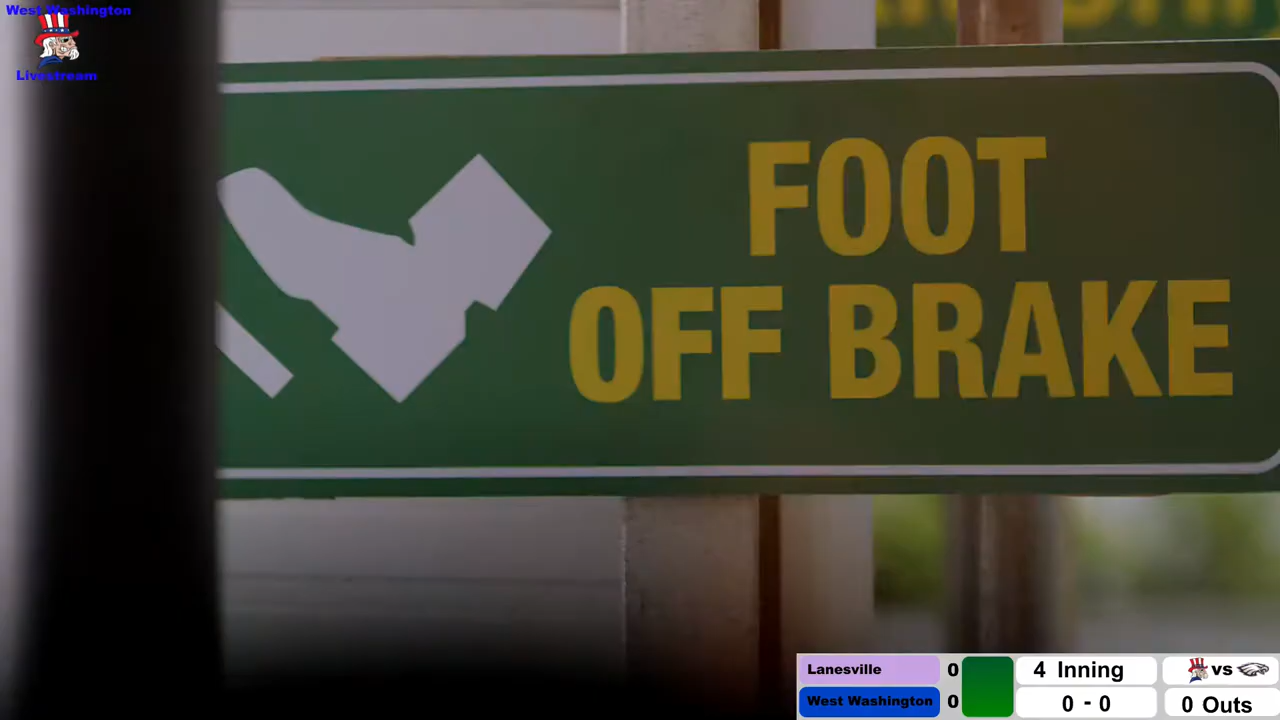 West Washington
Livestream
FOOT
OFF BRAKE
Lanesville 0 4 Inning vs
West Washington 0 0 - 0 0 Outs